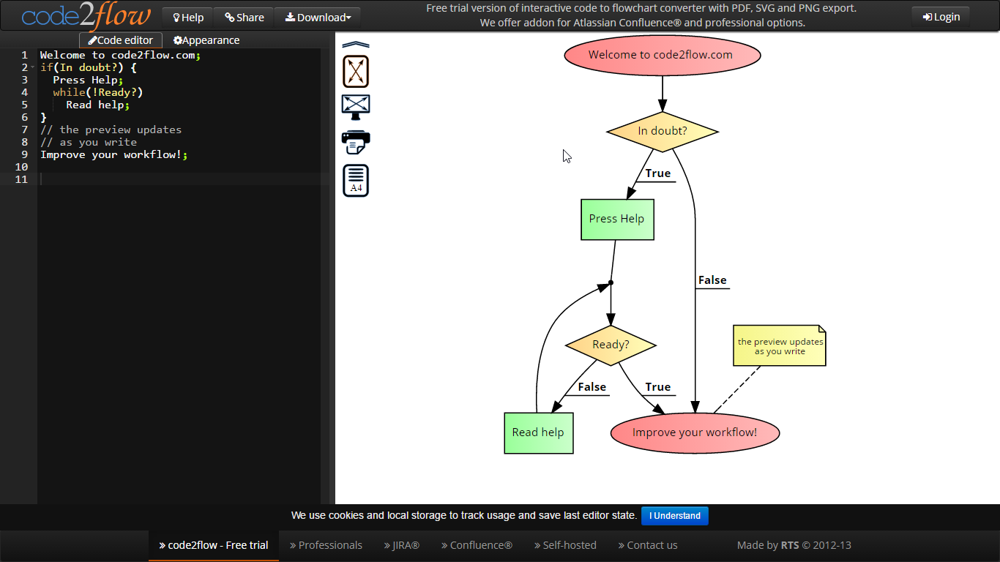 code2flow
Help
Share
Download
Free trial version of interactive code to flowchart converter with PDF, SVG and PNG export.
We offer addon for Atlassian Confluence® and professional options.
Login
Code editor
Appearance
1 Welcome to code2flow.com;
2 if(In doubt?) {
3 Press Help;
4 while(!Ready?)
5 Read help;
6 }
7 // the preview updates
8 // as you write
9 Improve your workflow!;
10
11
A4
Welcome to code2flow.com
In doubt?
True
Press Help
False
Ready?
the preview updates
as you write
False
True
Read help
Improve your workflow!
We use cookies and local storage to track usage and save last editor state.
I Understand
» code2flow - Free trial
» Professionals
» JIRA®
» Confluence®
» Self-hosted
» Contact us
Made by RTS © 2012-13